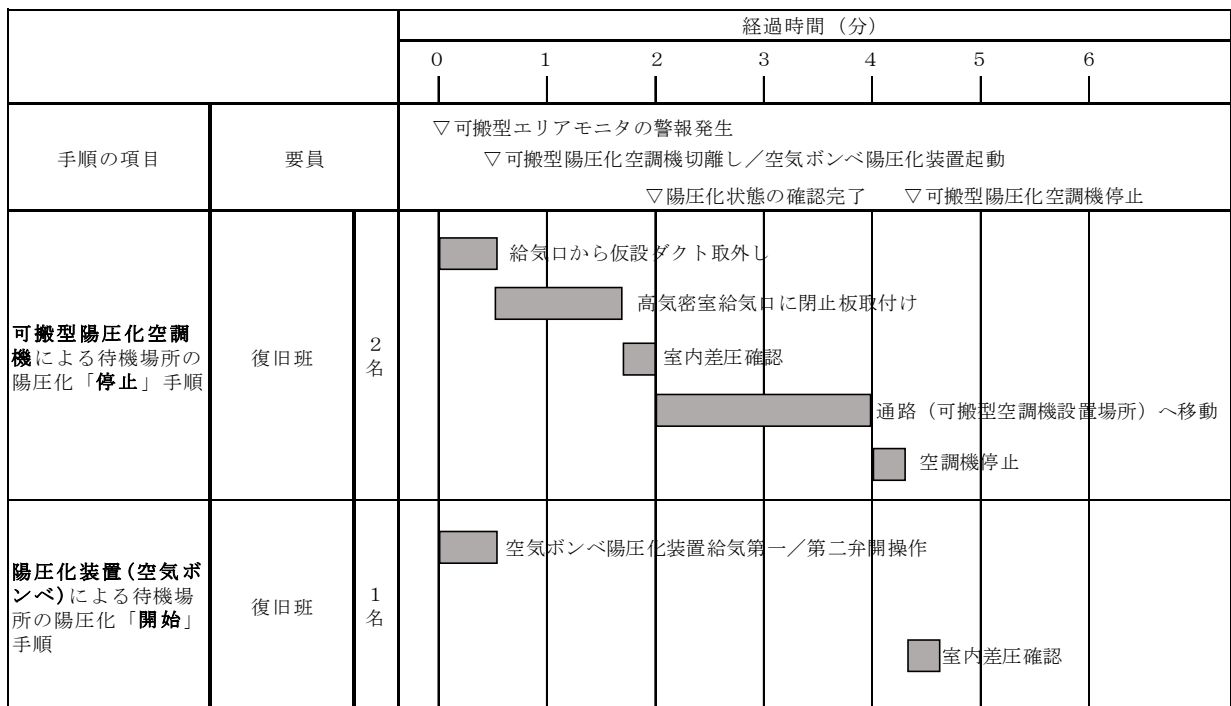 経過時間（分）
0 1 2 3 4 5 6
手順の項目
要員
▽可搬型エリアモニタの警報発生
▽可搬型陽圧化空調機切離し／空気ボンベ陽圧化装置起動
▽陽圧化状態の確認完了 ▽可搬型陽圧化空調機停止
可搬型陽圧化空調
機による待機場所の
陽圧化「停止」手順
復旧班
2
名
給気口から仮設ダクト取外し
高気密室給気口に閉止板取付け
室内差圧確認
通路（可搬型空調機設置場所）へ移動
空調機停止
陽圧化装置(空気ボ
ンベ)による待機場
所の陽圧化「開始」
手順
復旧班
1
名
空気ボンベ陽圧化装置給気第一／第二弁開操作
室内差圧確認